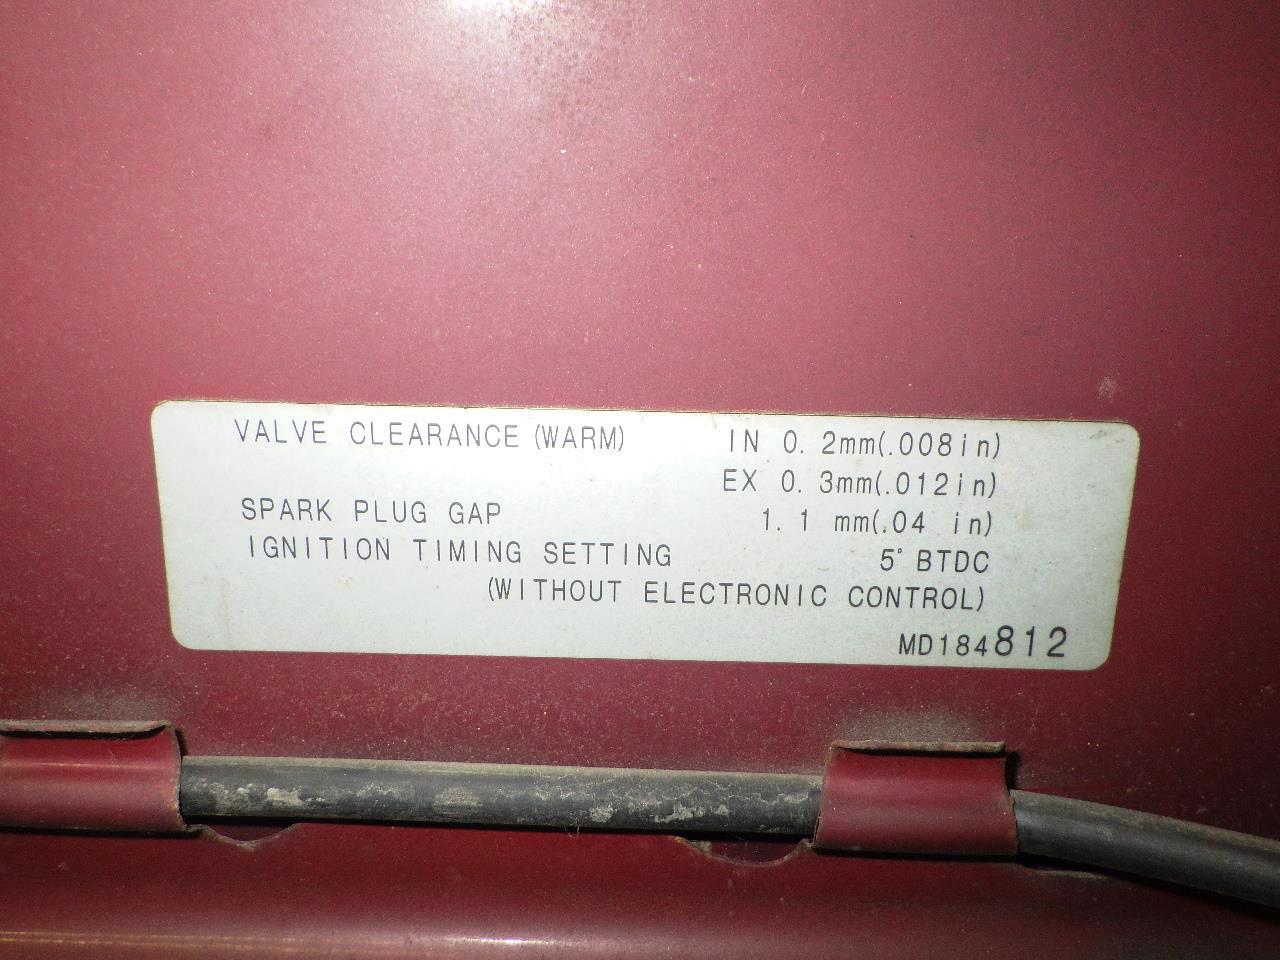 VALVE CLEARANCE (WARM) IN 0.2mm(.008in)
EX 0.3mm(.012in)
SPARK PLUG GAP 1.1 mm(.04 in)
IGNITION TIMING SETTING 5° BTDC
(WITHOUT ELECTRONIC CONTROL)
MD184812